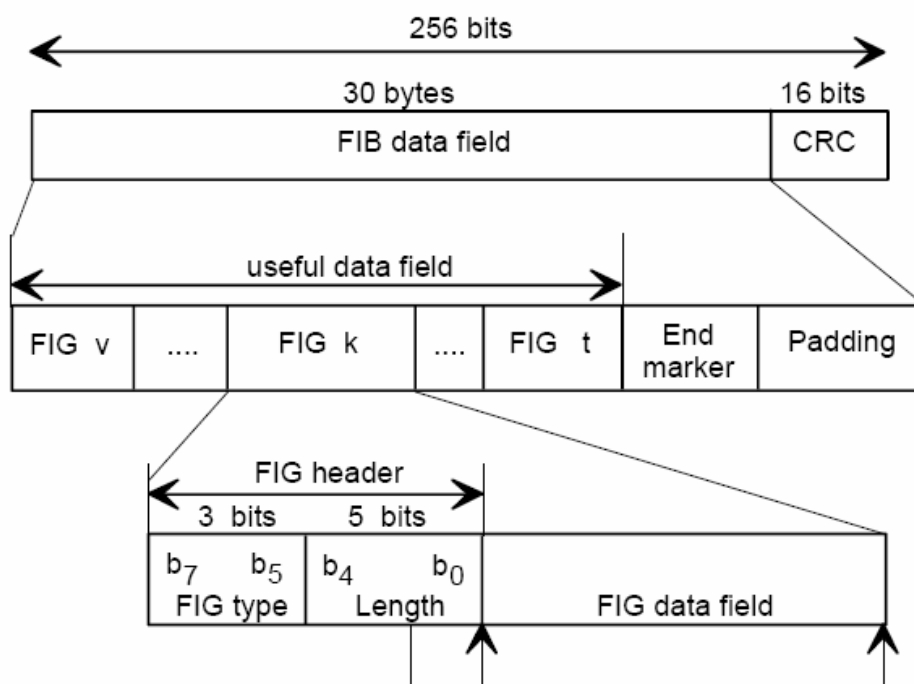 256 bits
30 bytes 16 bits
FIB data field CRC
useful data field
FIG v .... FIG k .... FIG t End marker Padding
FIG header
3 bits 5 bits
b7 b5 b4 b0
FIG type Length FIG data field